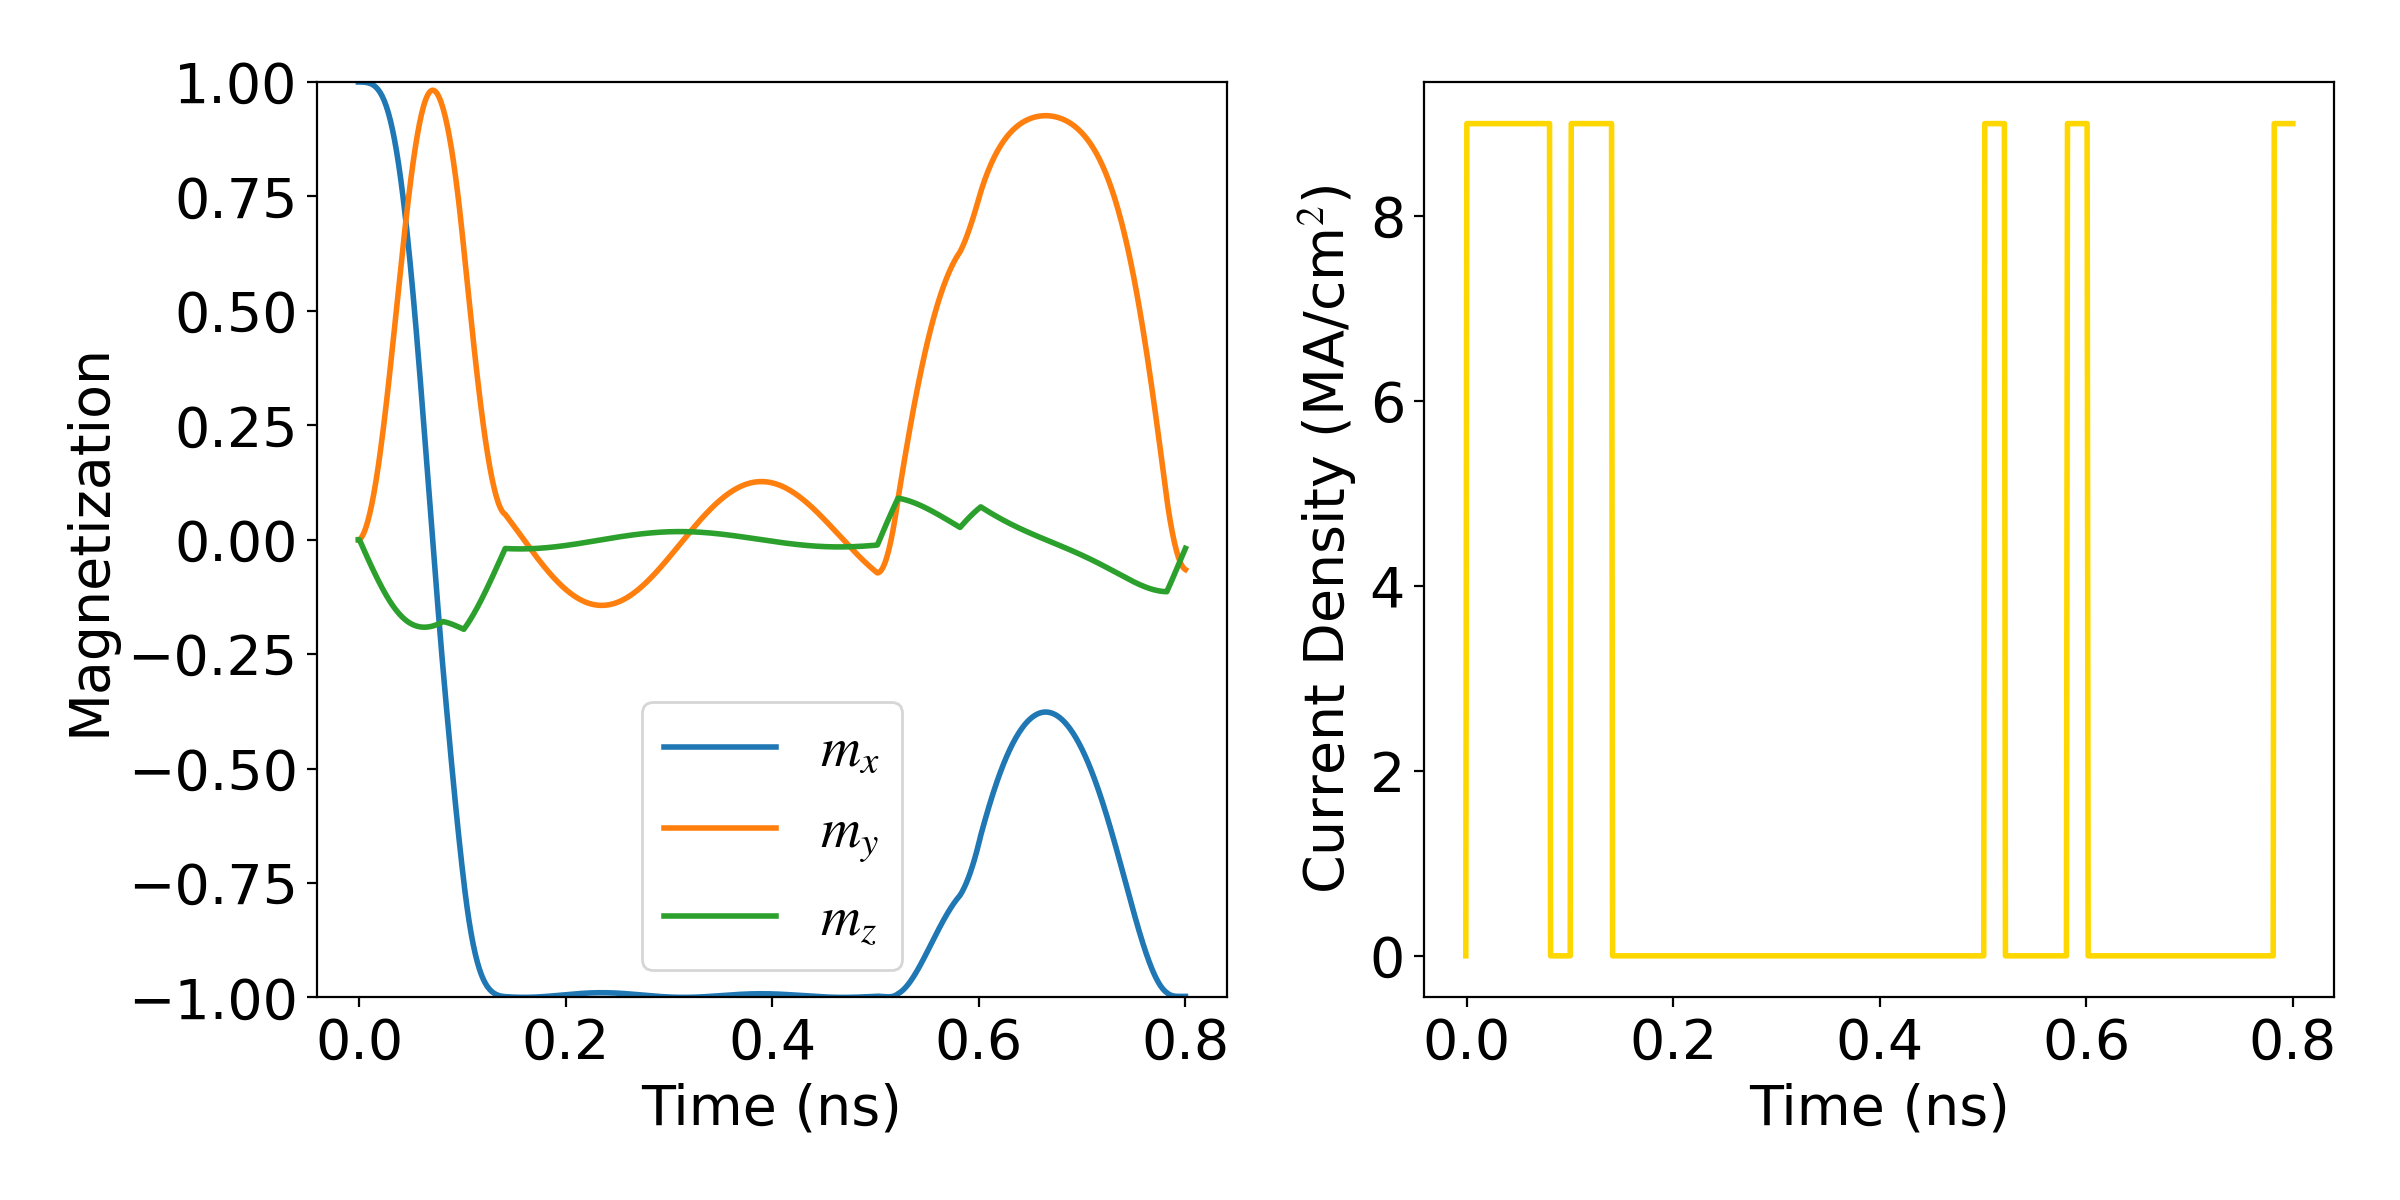 Magnetization
1.00
0.75
0.50
0.25
0.00
−0.25
−0.50
−0.75
−1.00
0.0 0.2 0.4 0.6 0.8
Time (ns)
m_x
m_y
m_z
Current Density (MA/cm²)
8
6
4
2
0
0.0 0.2 0.4 0.6 0.8
Time (ns)